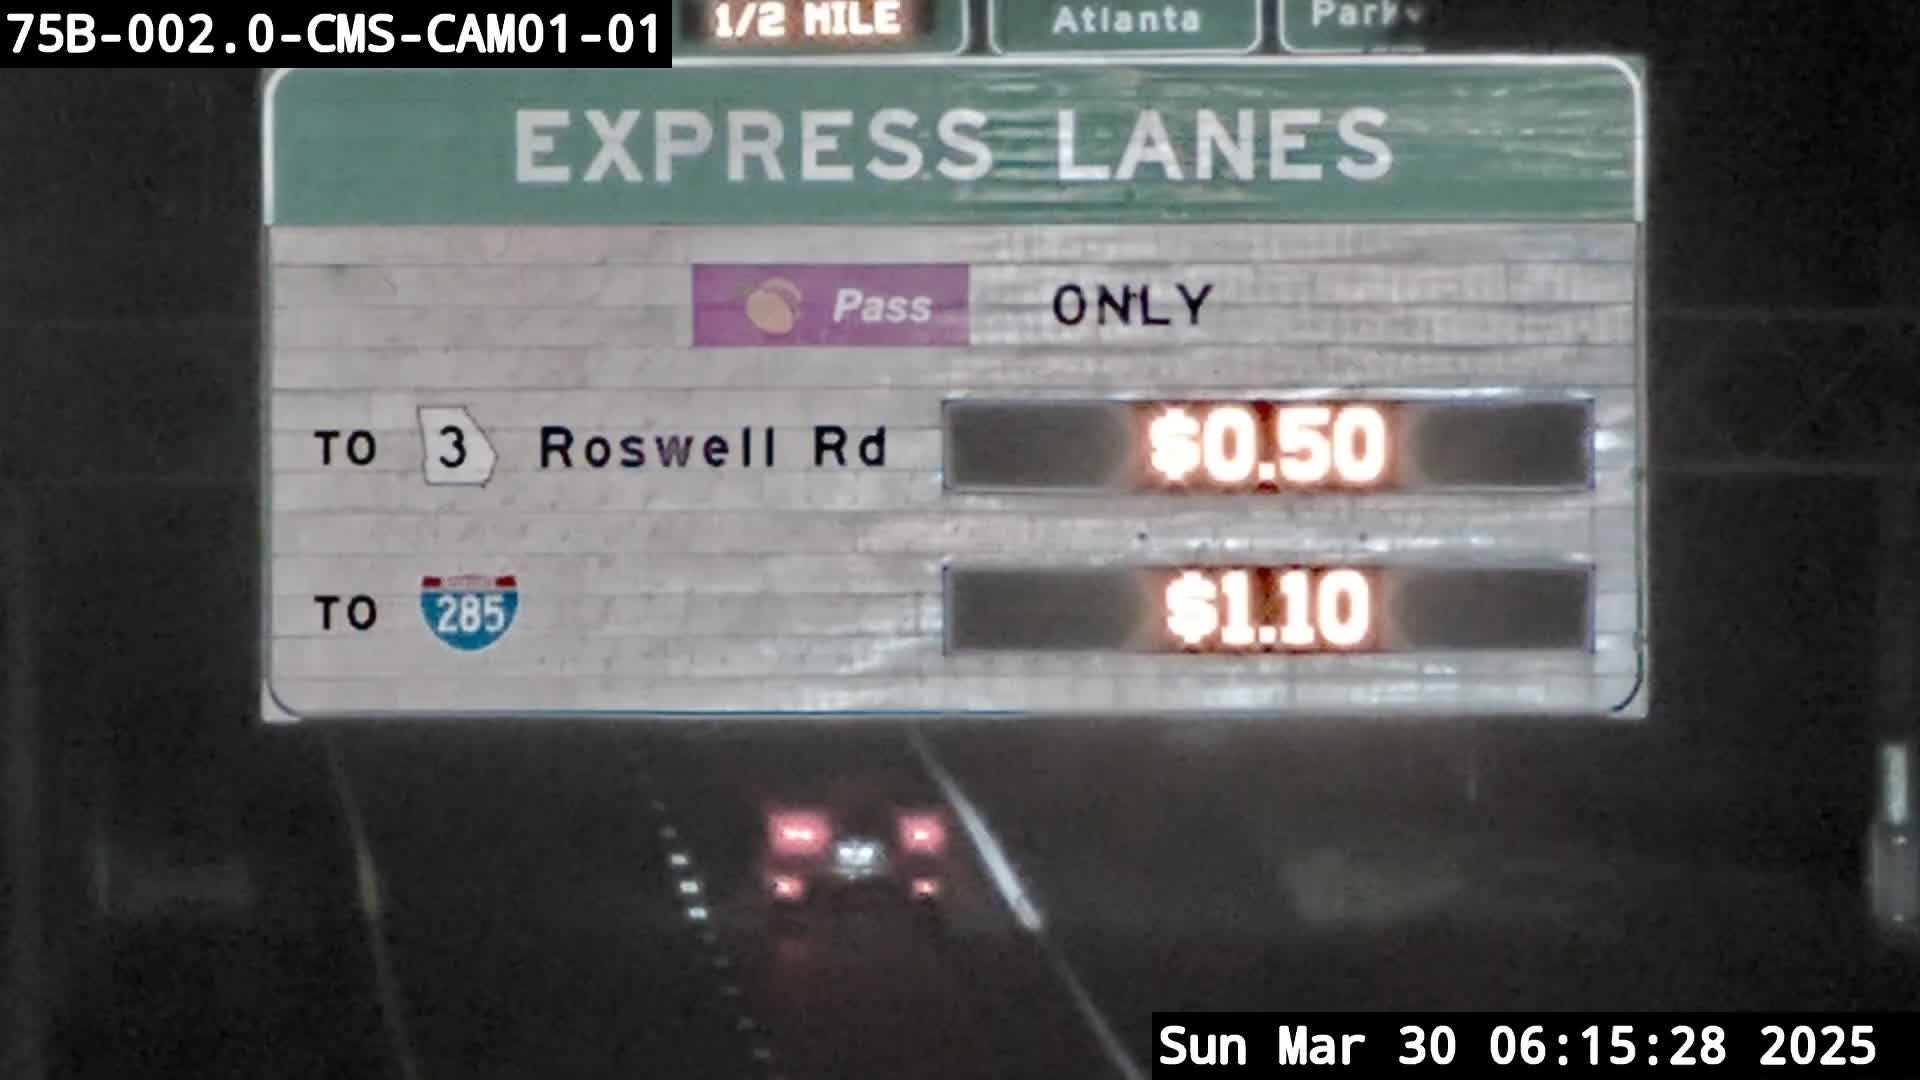 75B-002.0-CMS-CAM01-01
1/2 MILE
Atlanta
EXPRESS LANES
Pass ONLY
TO 3 Roswell Rd $0.50
TO 285 $1.10
Sun Mar 30 06:15:28 2025